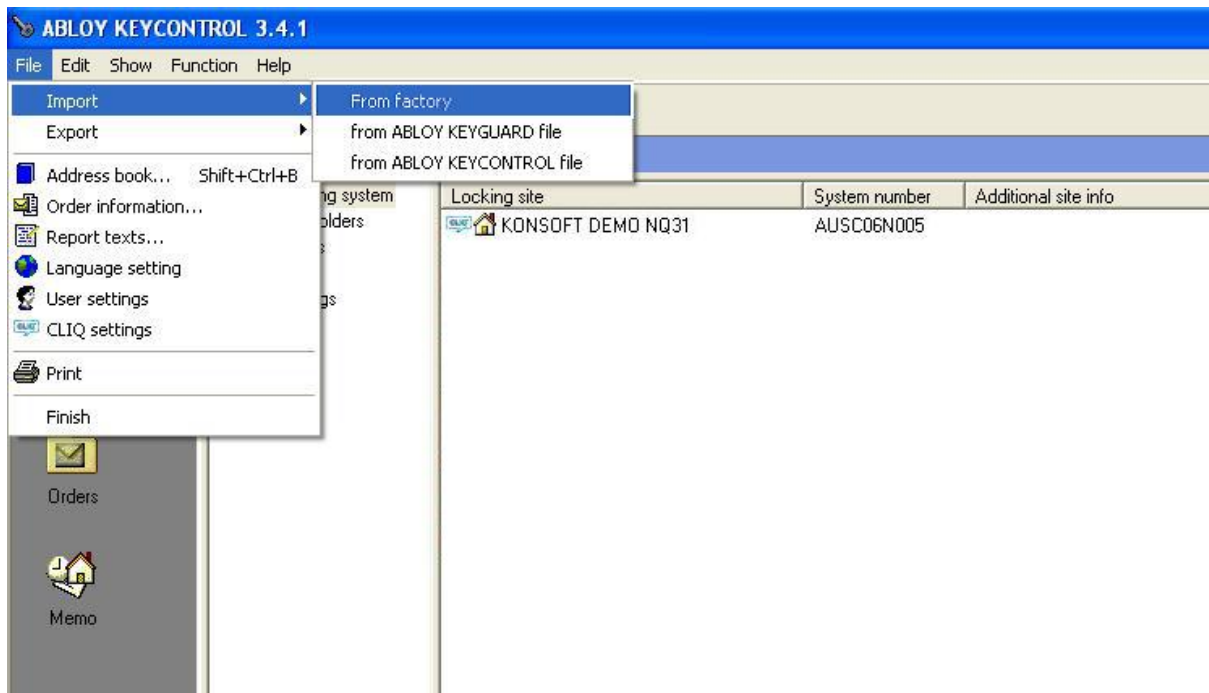 ABLOY KEYCONTROL 3.4.1
File Edit Show Function Help
Import From factory
Export from ABLOY KEYGUARD file
from ABLOY KEYCONTROL file
Address book... Shift+Ctrl+B
Order information...
Report texts...
Language setting
User settings
CLIQ settings
Print
Finish
Orders
Memo
system
Locking site System number Additional site info
KONSOFT DEMO NQ31 AUSC06N005